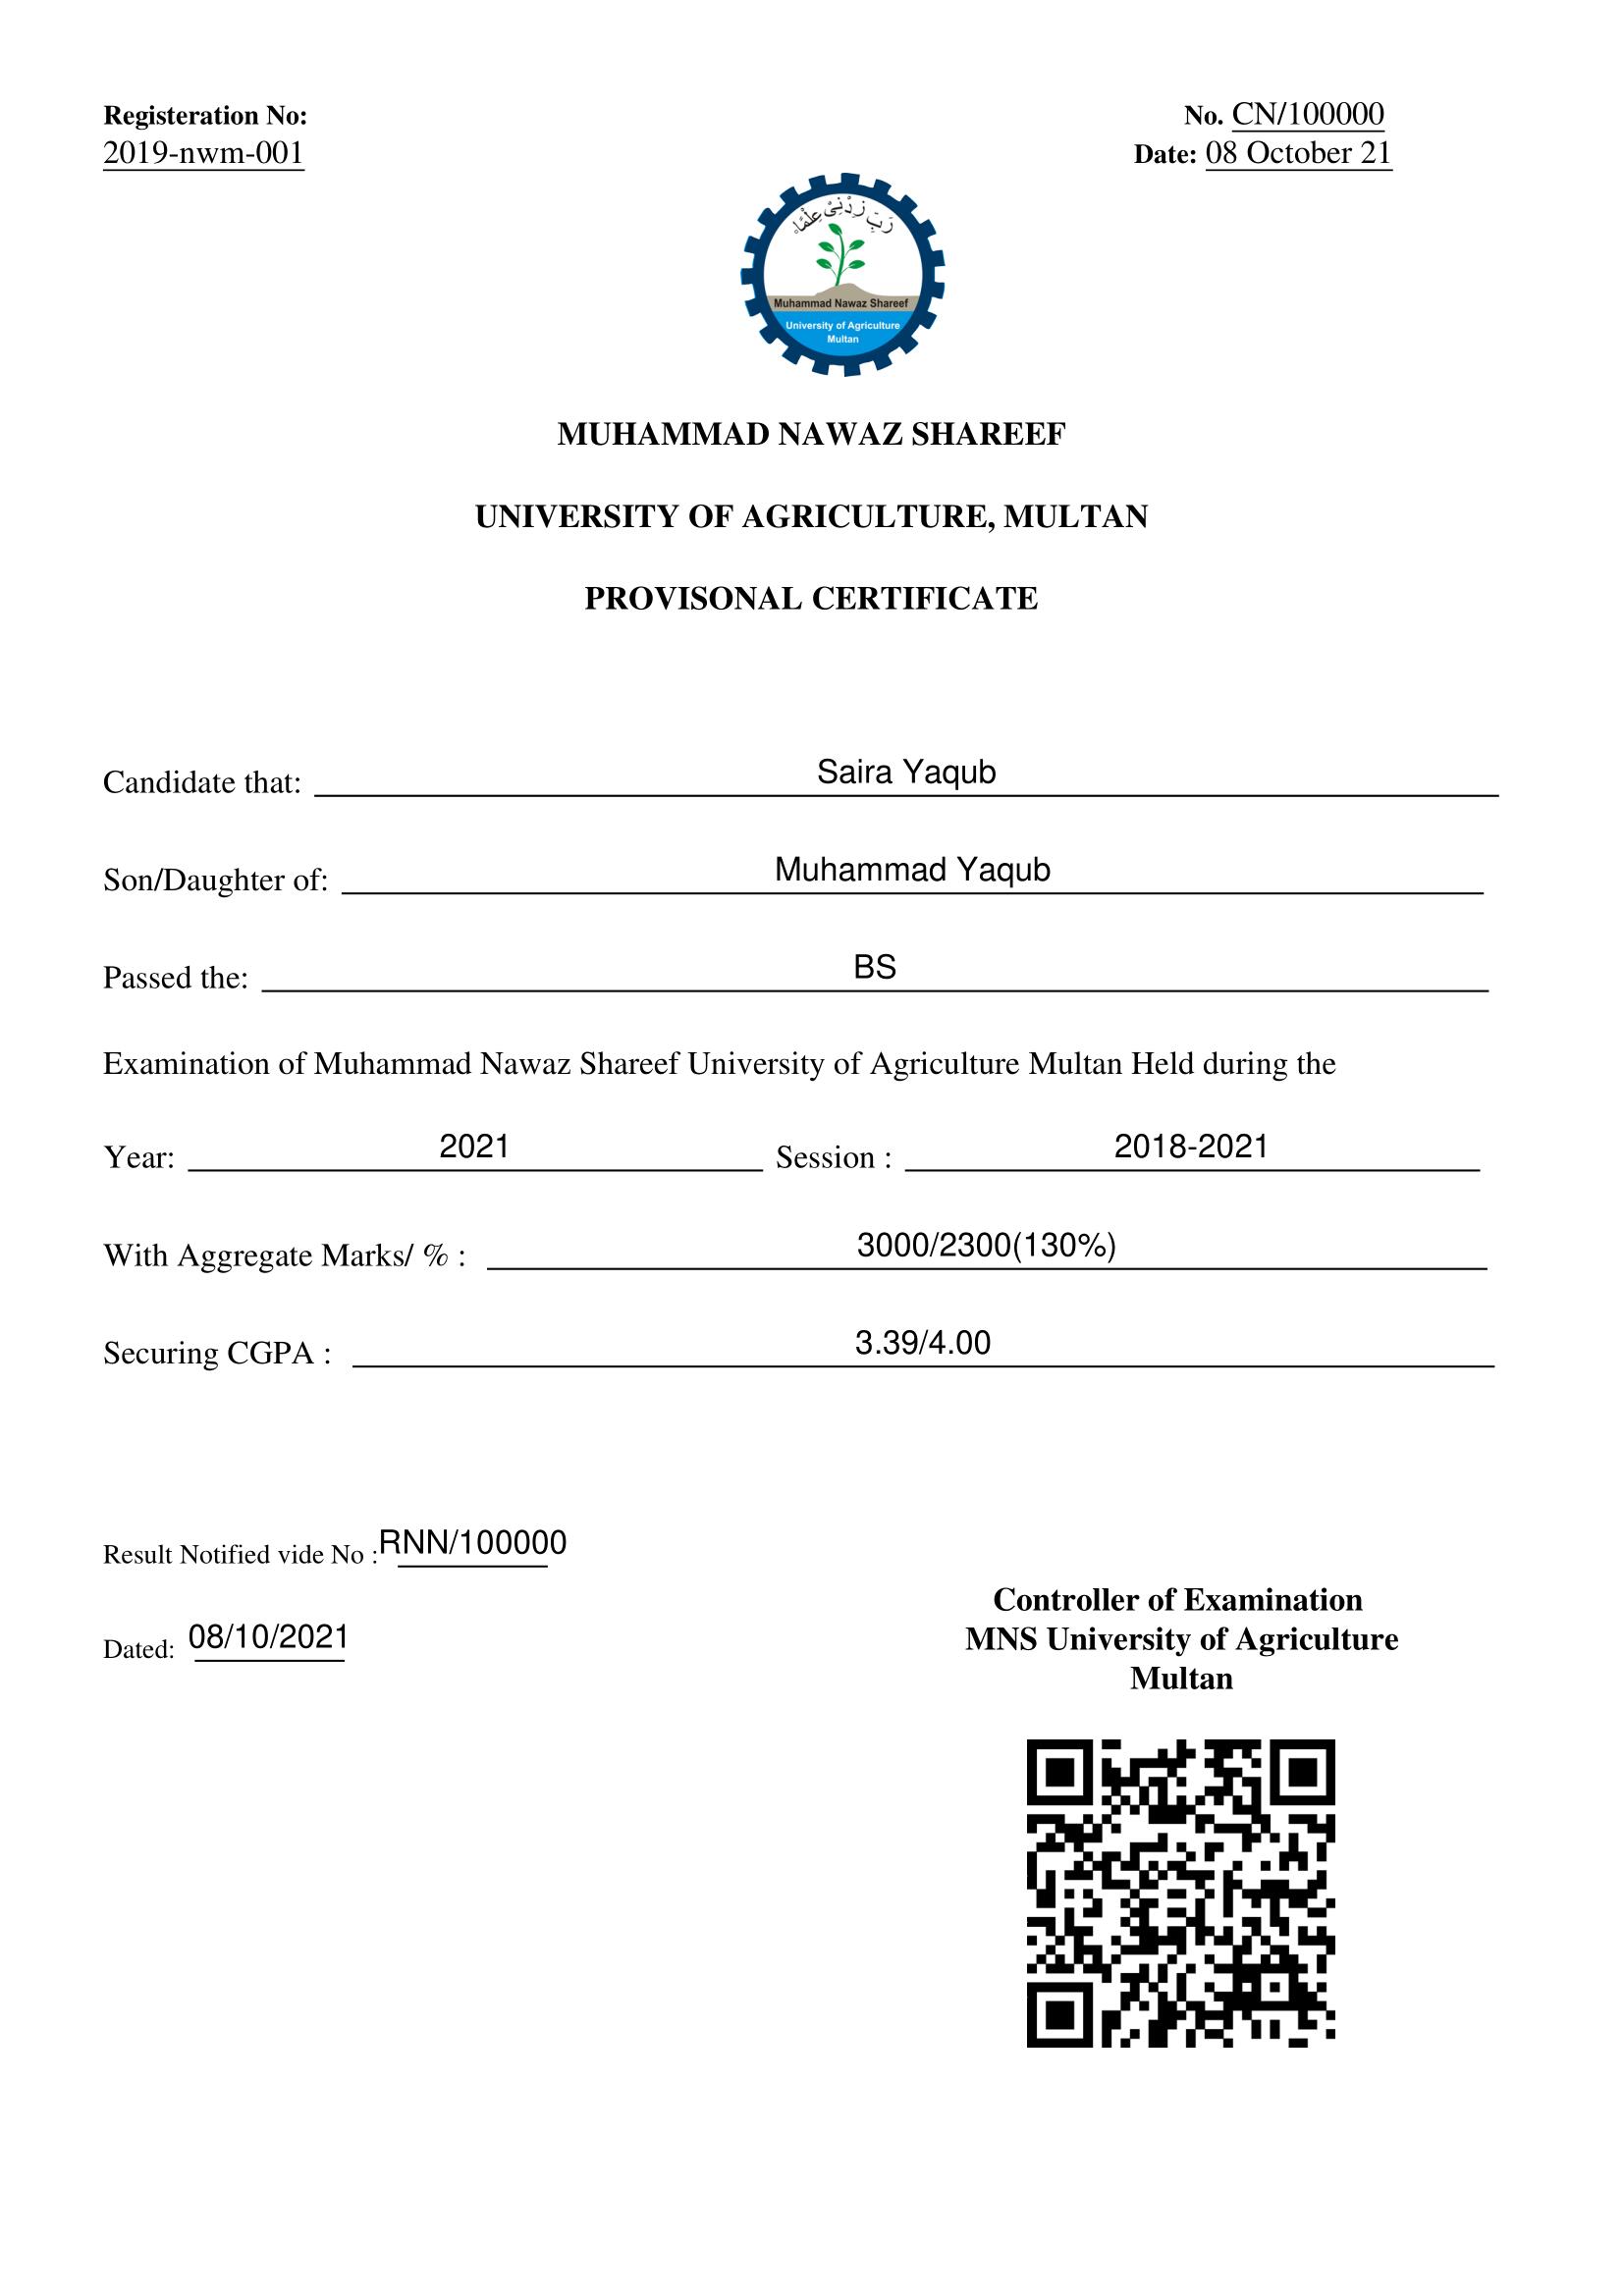 Registeration No:
2019-nwm-001
No. CN/100000
Date: 08 October 21
رَبِّ زِدْنِىْ عِلْمًا
Muhammad Nawaz Shareef
University of Agriculture
Multan
MUHAMMAD NAWAZ SHAREEF
UNIVERSITY OF AGRICULTURE, MULTAN
PROVISONAL CERTIFICATE
Candidate that: Saira Yaqub
Son/Daughter of: Muhammad Yaqub
Passed the: BS
Examination of Muhammad Nawaz Shareef University of Agriculture Multan Held during the
Year: 2021 Session : 2018-2021
With Aggregate Marks/ % : 3000/2300(130%)
Securing CGPA : 3.39/4.00
Result Notified vide No : RNN/100000
Dated: 08/10/2021
Controller of Examination
MNS University of Agriculture
Multan